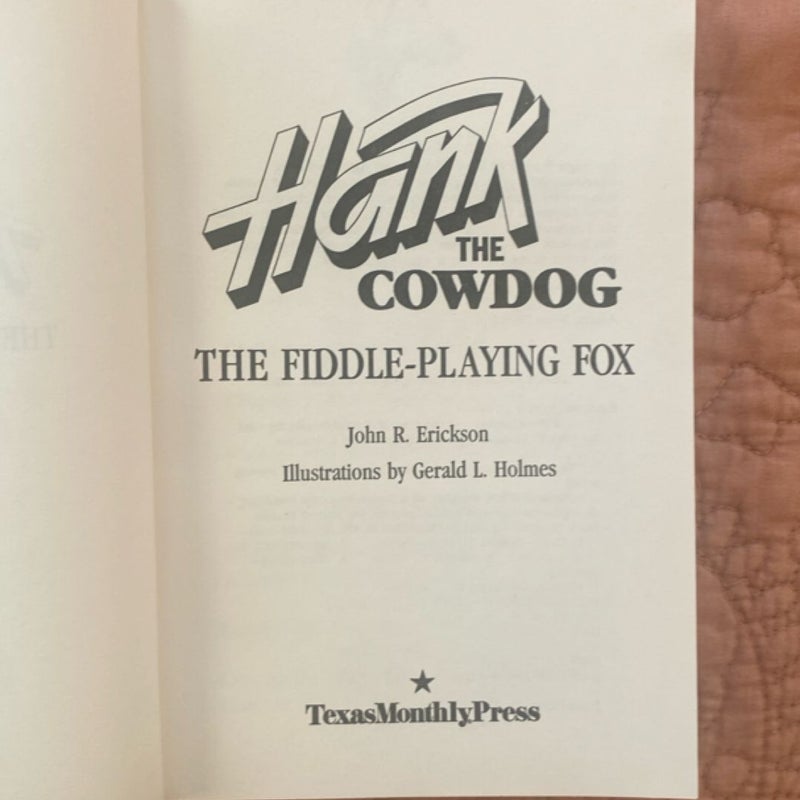 Hank
THE
COWDOG
THE FIDDLE-PLAYING FOX
John R. Erickson
Illustrations by Gerald L. Holmes
TexasMonthlyPress